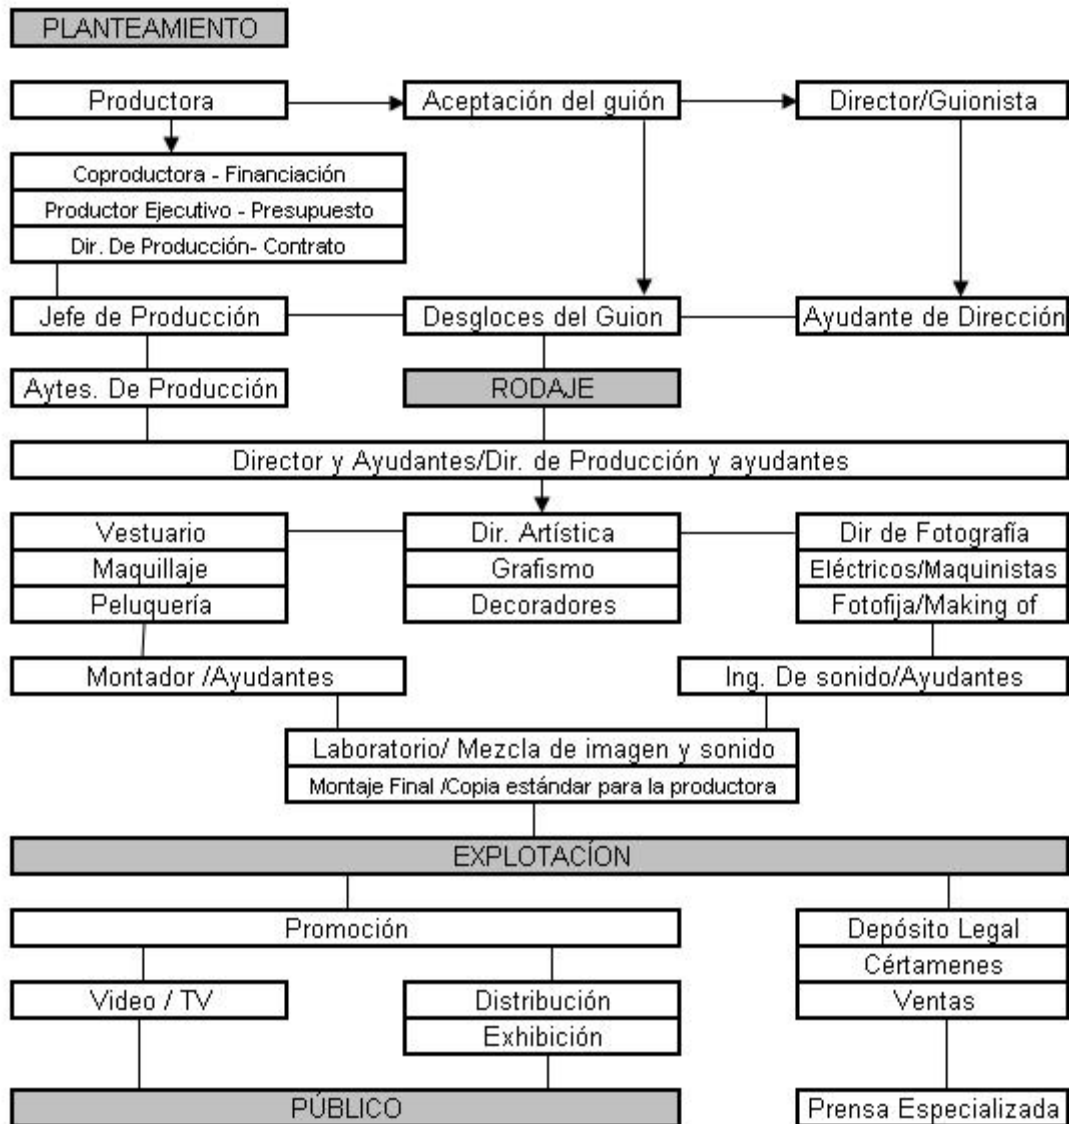 PLANTEAMIENTO
Productora
Aceptación del guión
Director/Guionista
Coproductora - Financiación
Productor Ejecutivo - Presupuesto
Dir. De Producción- Contrato
Jefe de Producción
Desgloces del Guion
Ayudante de Dirección
Aytes. De Producción
RODAJE
Director y Ayudantes/Dir. de Producción y ayudantes
Vestuario
Dir. Artística
Dir de Fotografía
Maquillaje
Grafismo
Eléctricos/Maquinistas
Peluquería
Decoradores
Fotofija/Making of
Montador /Ayudantes
Ing. De sonido/Ayudantes
Laboratorio/ Mezcla de imagen y sonido
Montaje Final /Copia estándar para la productora
EXPLOTACÍON
Promoción
Depósito Legal
Cértamenes
Video / TV
Distribución
Ventas
Exhibición
PÚBLICO
Prensa Especializada